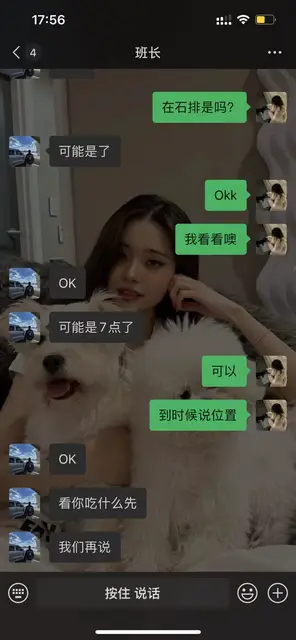 17:56
4
班长
在石排是吗?
可能是了
Okk
我看看噢
OK
可能是7点了
可以
到时候说位置
OK
看你吃什么先
我们再说
按住 说话